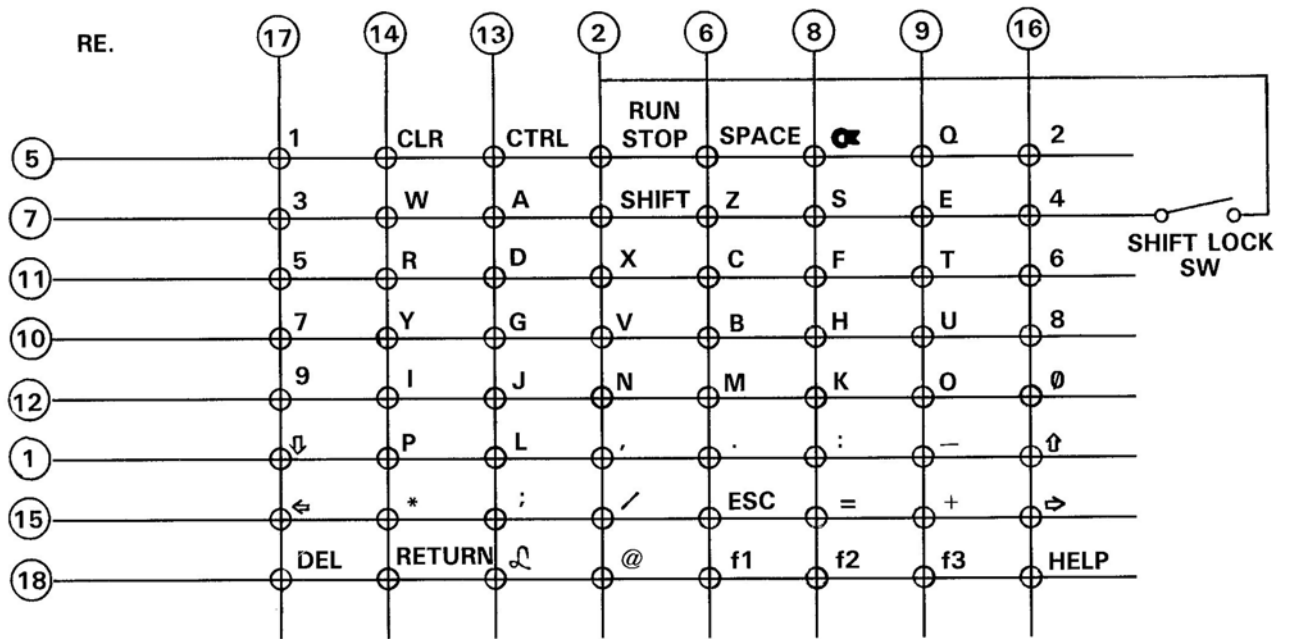 RE. 17 14 13 2 6 8 9 16
5 1 CLR CTRL RUN STOP SPACE Q 2
7 3 W A SHIFT Z S E 4
SHIFT LOCK SW
11 5 R D X C F T 6
10 7 Y G V B H U 8
12 9 I J N M K O Ø
1 ⇩ P L , . : — ⇧
15 ⇦ * ; / ESC = + ⇨
18 DEL RETURN £ @ f1 f2 f3 HELP